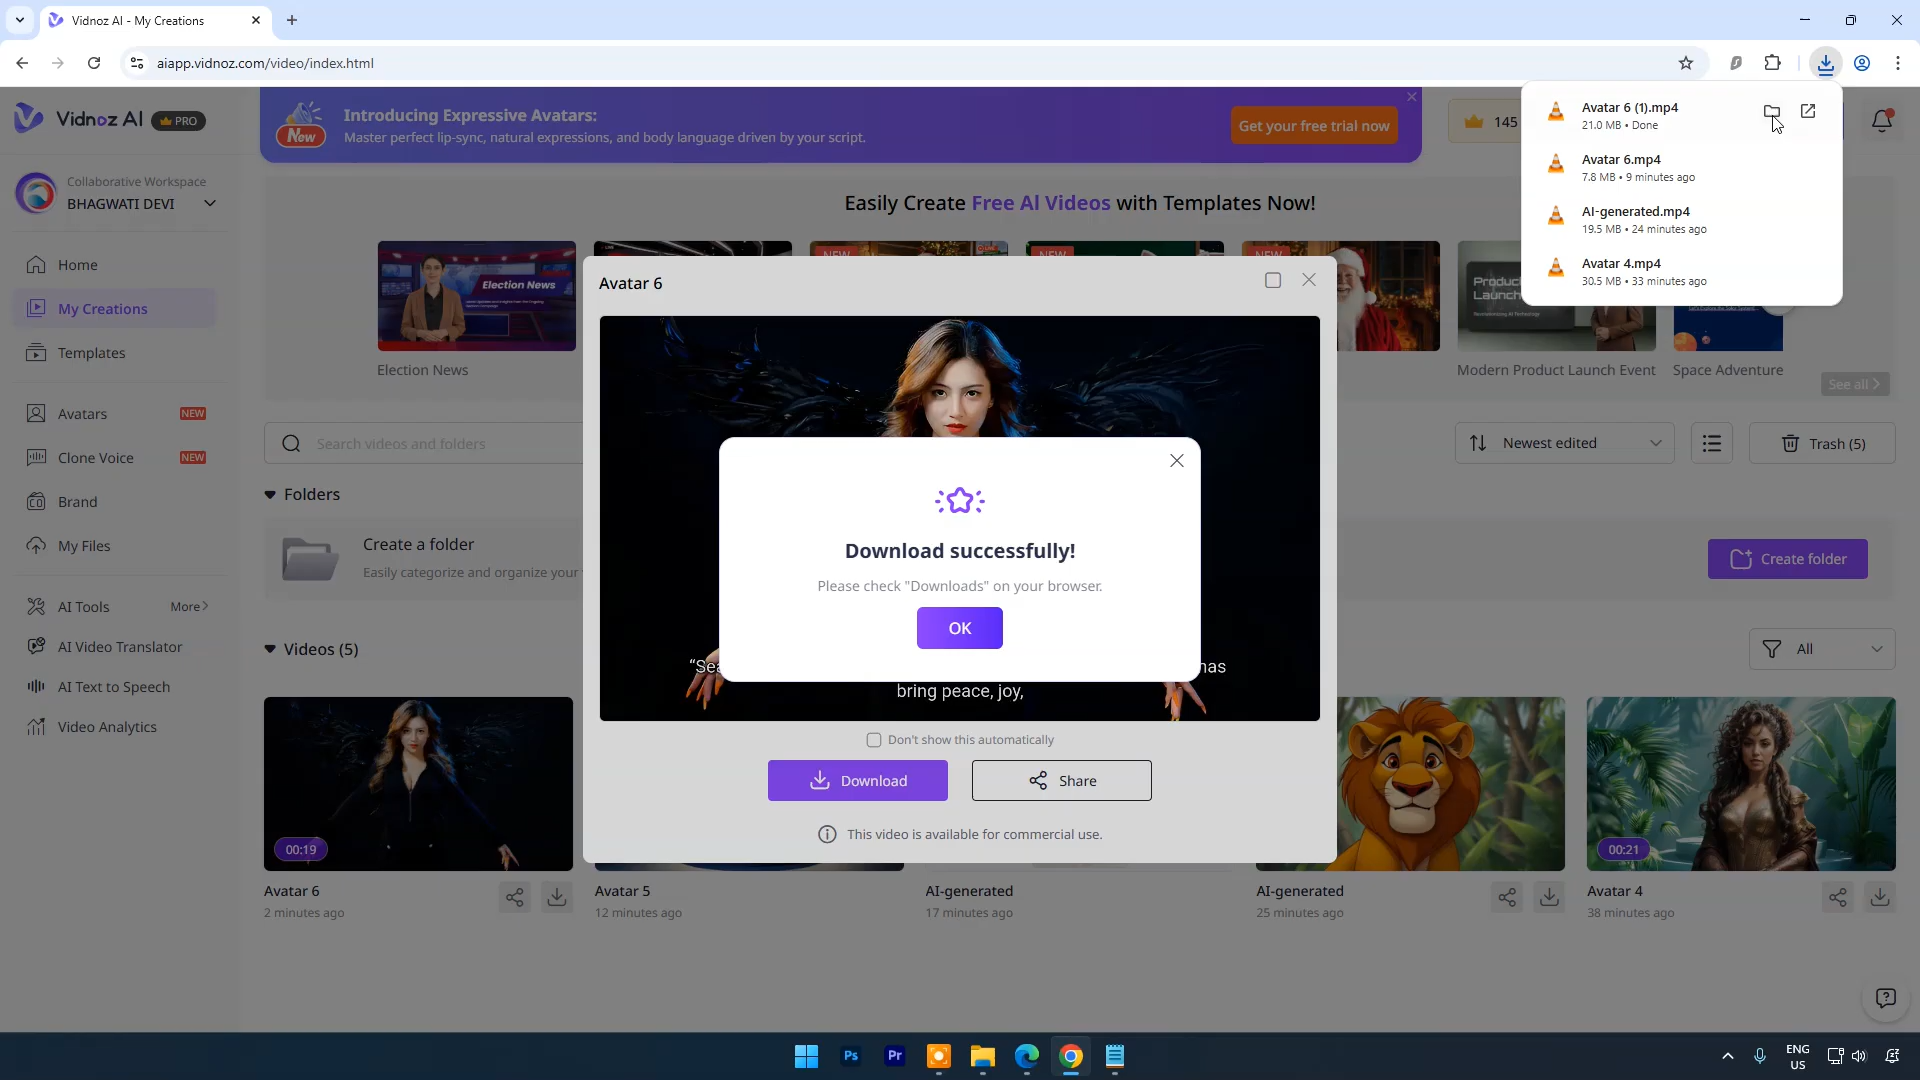 Vidnoz AI - My Creations
aiapp.vidnoz.com/video/index.html
Avatar 6 (1).mp4
21.0 MB • Done
Avatar 6.mp4
7.8 MB • 9 minutes ago
AI-generated.mp4
19.5 MB • 24 minutes ago
Avatar 4.mp4
30.5 MB • 33 minutes ago
Vidnoz AI
PRO
New
Introducing Expressive Avatars:
Master perfect lip-sync, natural expressions, and body language driven by your script.
Get your free trial now
145
Collaborative Workspace
BHAGWATI DEVI
Home
My Creations
Templates
Avatars
NEW
Clone Voice
NEW
Brand
My Files
AI Tools
More
AI Video Translator
AI Text to Speech
Video Analytics
Easily Create Free AI Videos with Templates Now!
LIVE
NEW
NEW
NEW
Election News
Election News
Modern Product Launch Event
Space Adventure
See all
Search videos and folders
Newest edited
Trash (5)
Folders
Create a folder
Easily categorize and organize your
Create folder
Videos (5)
All
Avatar 6
Download successfully!
Please check "Downloads" on your browser.
OK
has
bring peace, joy,
Don't show this automatically
Download
Share
This video is available for commercial use.
00:19
00:21
Avatar 6
2 minutes ago
Avatar 5
12 minutes ago
AI-generated
17 minutes ago
AI-generated
25 minutes ago
Avatar 4
38 minutes ago
Ps
Pr
ENG
US